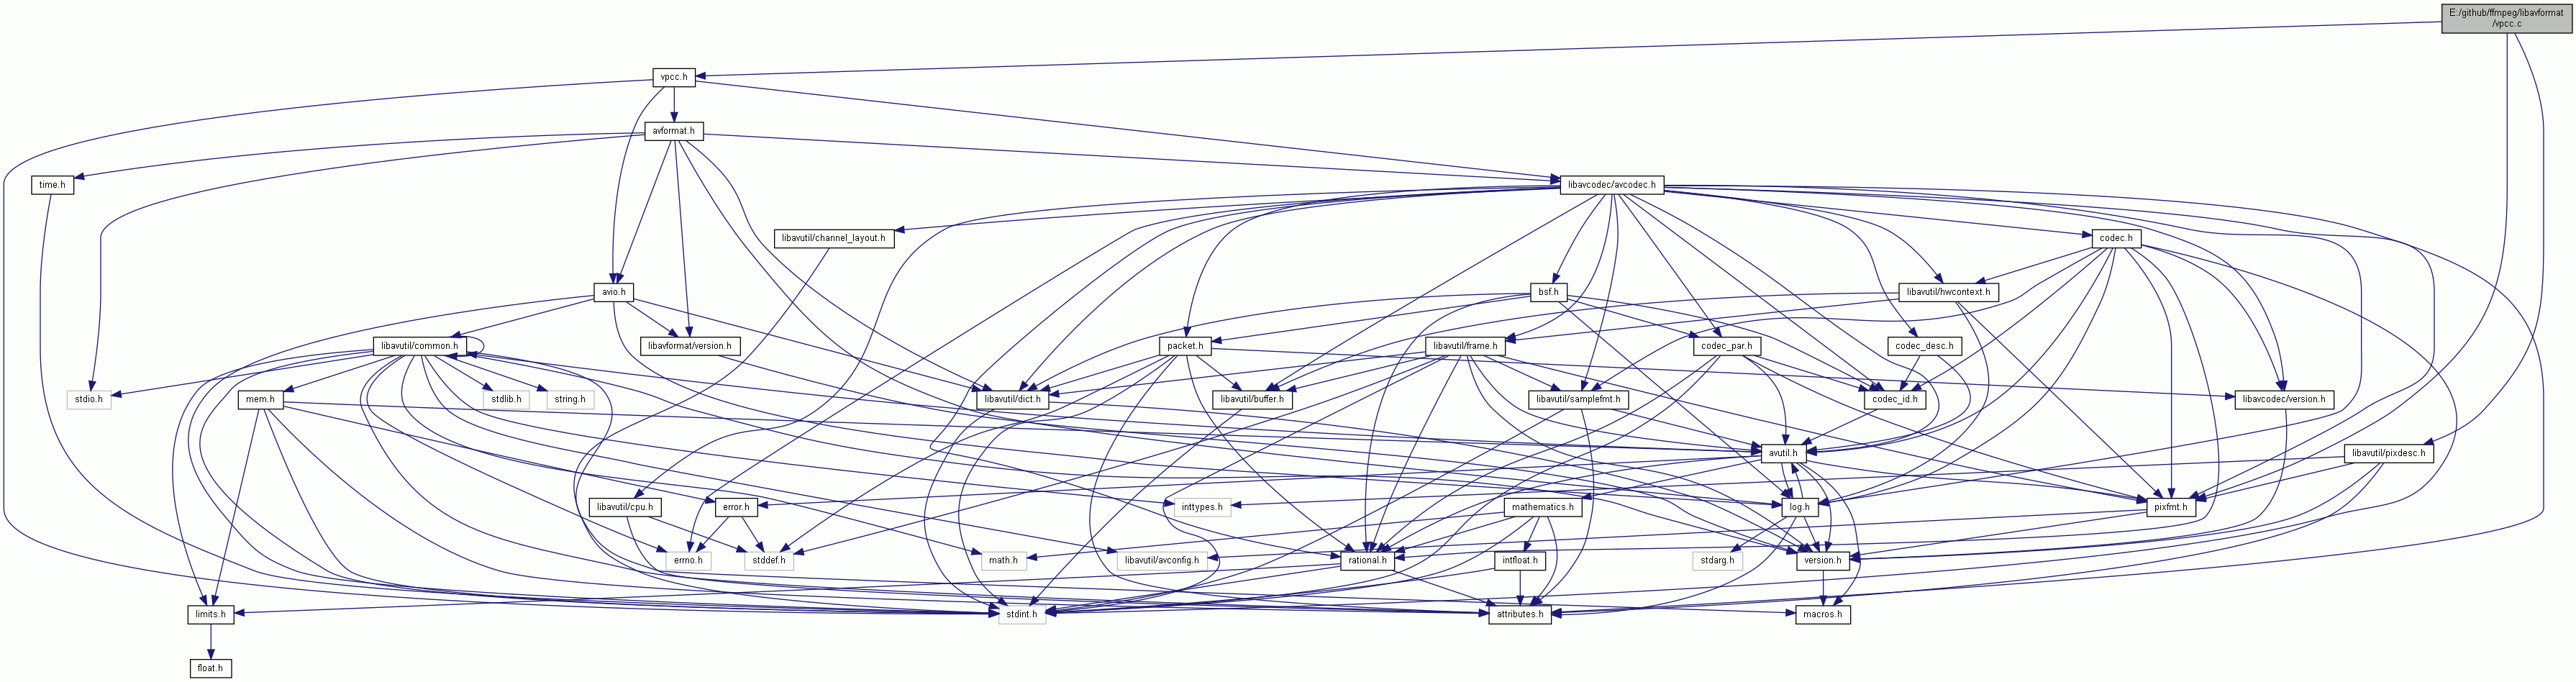 E:/github/ffmpeg/libavformat
/vpcc.c
vpcc.h
avformat.h
time.h
libavcodec/avcodec.h
libavutil/channel_layout.h
codec.h
avio.h
bsf.h
libavutil/hwcontext.h
libavutil/common.h
libavformat/version.h
packet.h
libavutil/frame.h
codec_par.h
codec_desc.h
stdio.h
mem.h
stdlib.h
string.h
libavutil/dict.h
libavutil/buffer.h
libavutil/samplefmt.h
codec_id.h
libavcodec/version.h
avutil.h
libavutil/pixdesc.h
libavutil/cpu.h
error.h
inttypes.h
mathematics.h
log.h
pixfmt.h
errno.h
stddef.h
math.h
libavutil/avconfig.h
rational.h
intfloat.h
stdarg.h
version.h
limits.h
stdint.h
attributes.h
macros.h
float.h